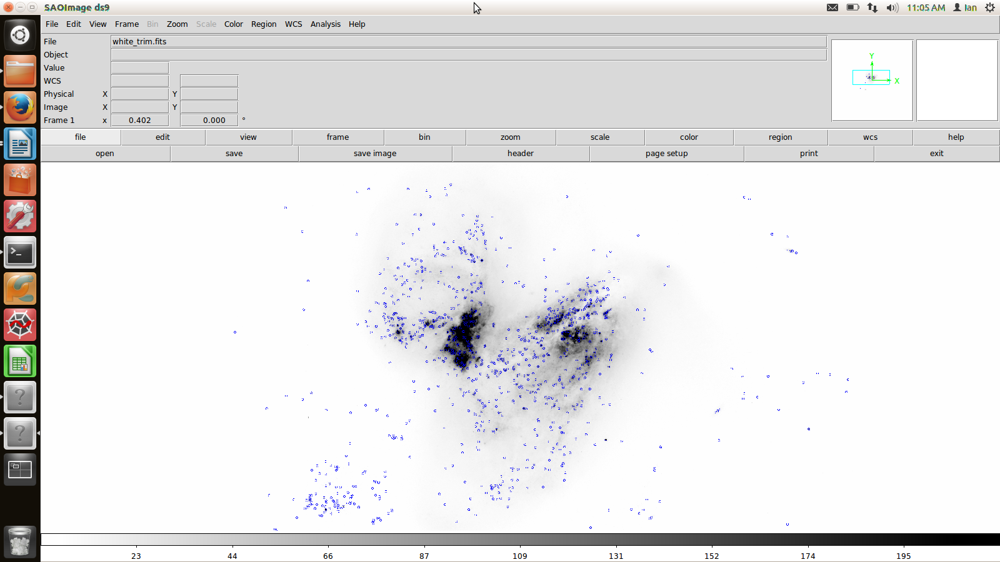 SAOImage ds9 11:05 AM Ian
File Edit View Frame Bin Zoom Scale Color Region WCS Analysis Help
File white_trim.fits
Object
Value
WCS
Physical X Y
Image X Y
Frame 1 x 0.402 0.000 °
Y
X
file edit view frame bin zoom scale color region wcs help
open save save image header page setup print exit
23 44 66 87 109 131 152 174 195